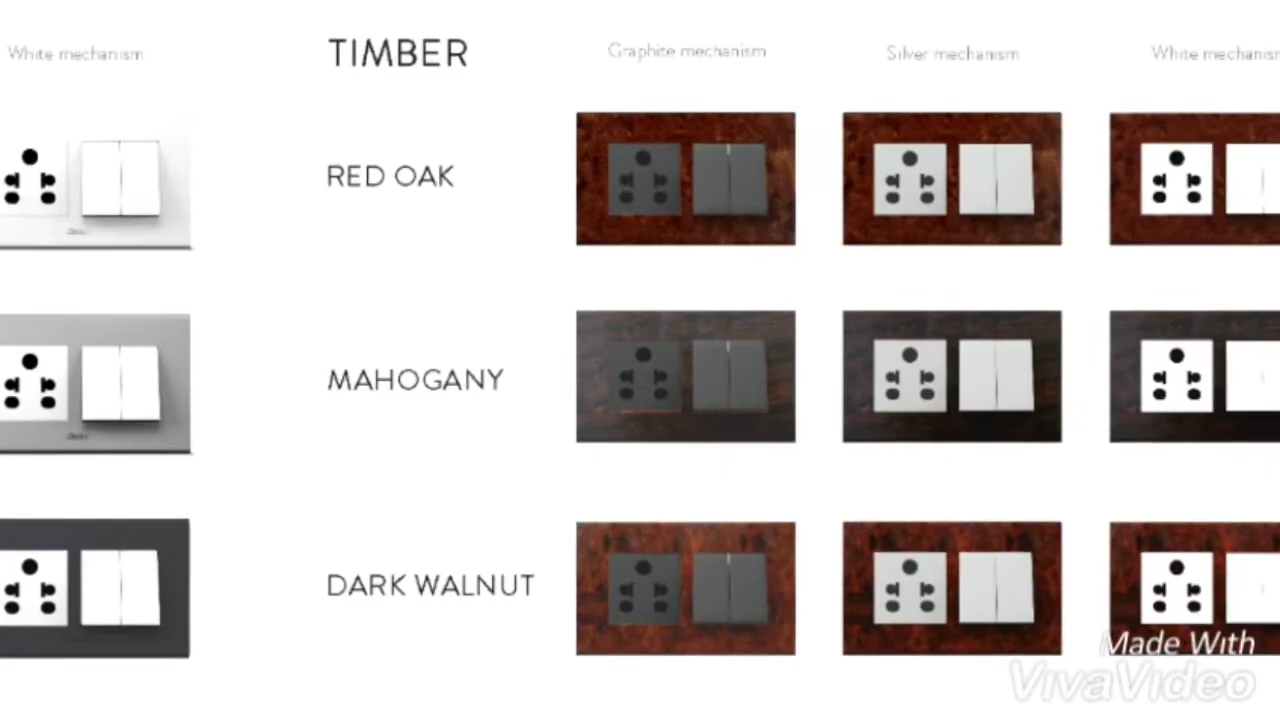 White mechanism
TIMBER
Graphite mechanism
Silver mechanism
White mechanism
RED OAK
MAHOGANY
DARK WALNUT
Made With
VivaVideo